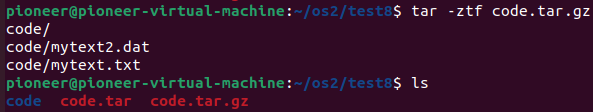 pioneer@pioneer-virtual-machine:~/os2/test8$ tar -ztf code.tar.gz
code/
code/mytext2.dat
code/mytext.txt
pioneer@pioneer-virtual-machine:~/os2/test8$ ls
code  code.tar  code.tar.gz